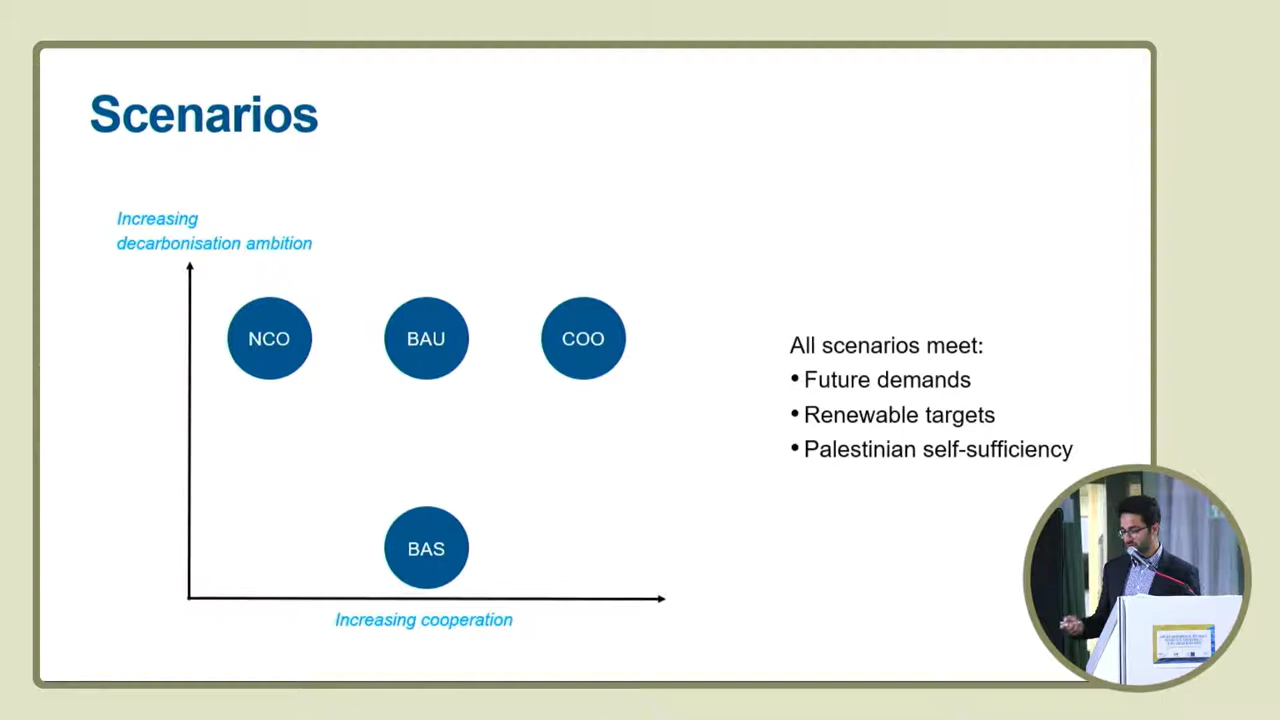 Scenarios
Increasing
decarbonisation ambition
NCO
BAU
COO
BAS
Increasing cooperation
All scenarios meet:
• Future demands
• Renewable targets
• Palestinian self-sufficiency